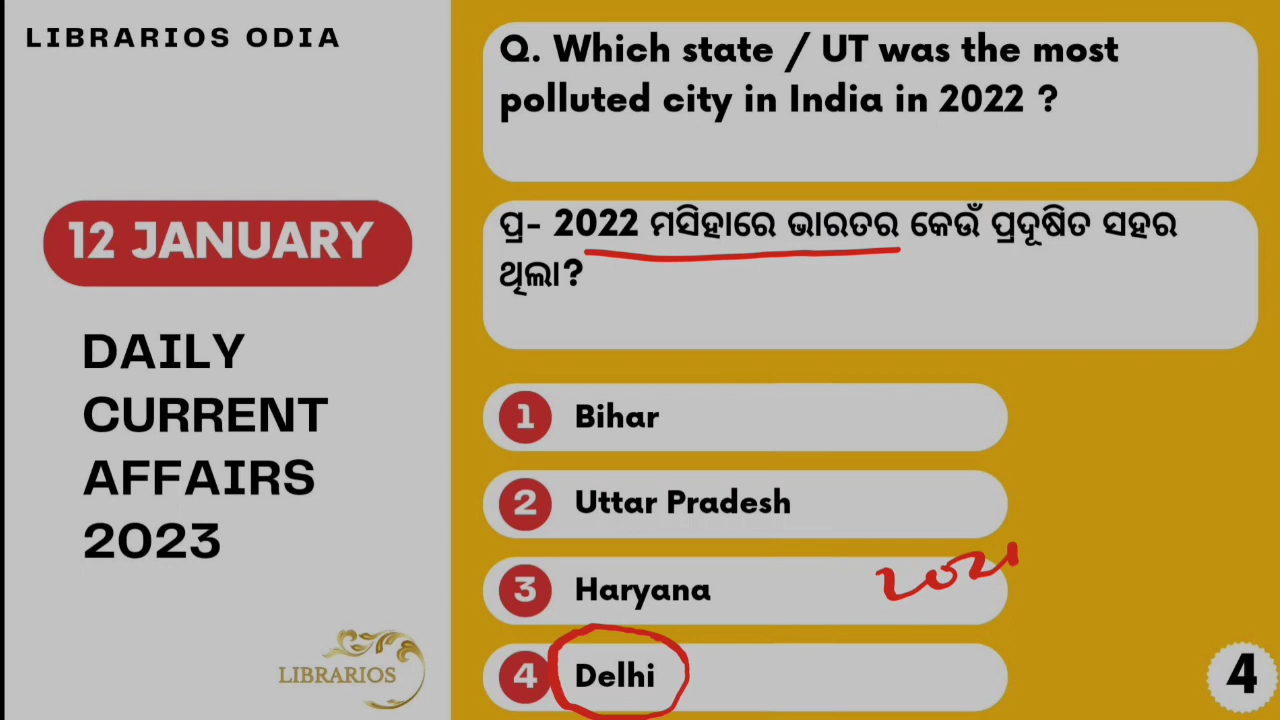 LIBRARIOS ODIA
12 JANUARY
DAILY
CURRENT
AFFAIRS
2023
LIBRARIOS
Q. Which state / UT was the most
polluted city in India in 2022 ?
ପ୍ର- 2022 ମସିହାରେ ଭାରତର କେଉଁ ପ୍ରଦୂଷିତ ସହର
ଥିଲା?
1 Bihar
2 Uttar Pradesh
3 Haryana
4 Delhi
4